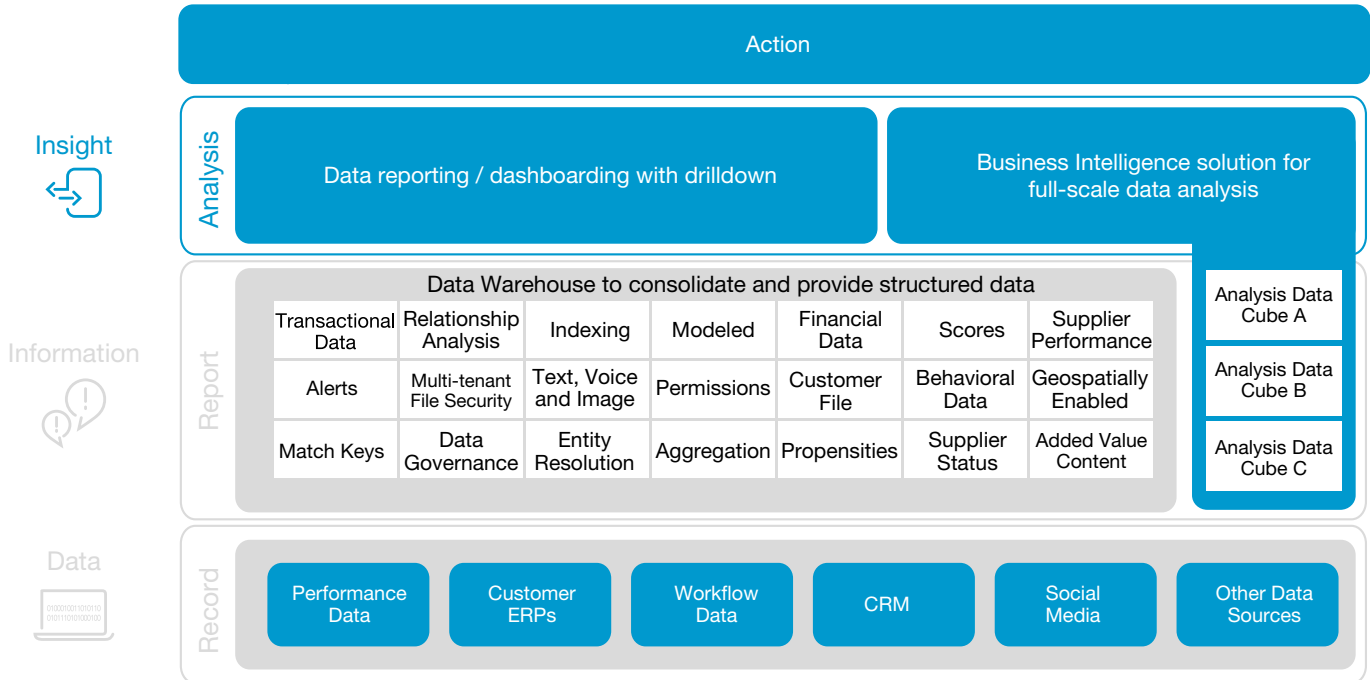 Action
Insight
Analysis
Data reporting / dashboarding with drilldown
Business Intelligence solution for
full-scale data analysis
Information
Report
Data Warehouse to consolidate and provide structured data
Transactional
Data
Relationship
Analysis
Indexing
Modeled
Financial
Data
Scores
Supplier
Performance
Alerts
Multi-tenant
File Security
Text, Voice
and Image
Permissions
Customer
File
Behavioral
Data
Geospatially
Enabled
Match Keys
Data
Governance
Entity
Resolution
Aggregation
Propensities
Supplier
Status
Added Value
Content
Analysis Data
Cube A
Analysis Data
Cube B
Analysis Data
Cube C
Data
Record
Performance
Data
Customer
ERPs
Workflow
Data
CRM
Social
Media
Other Data
Sources